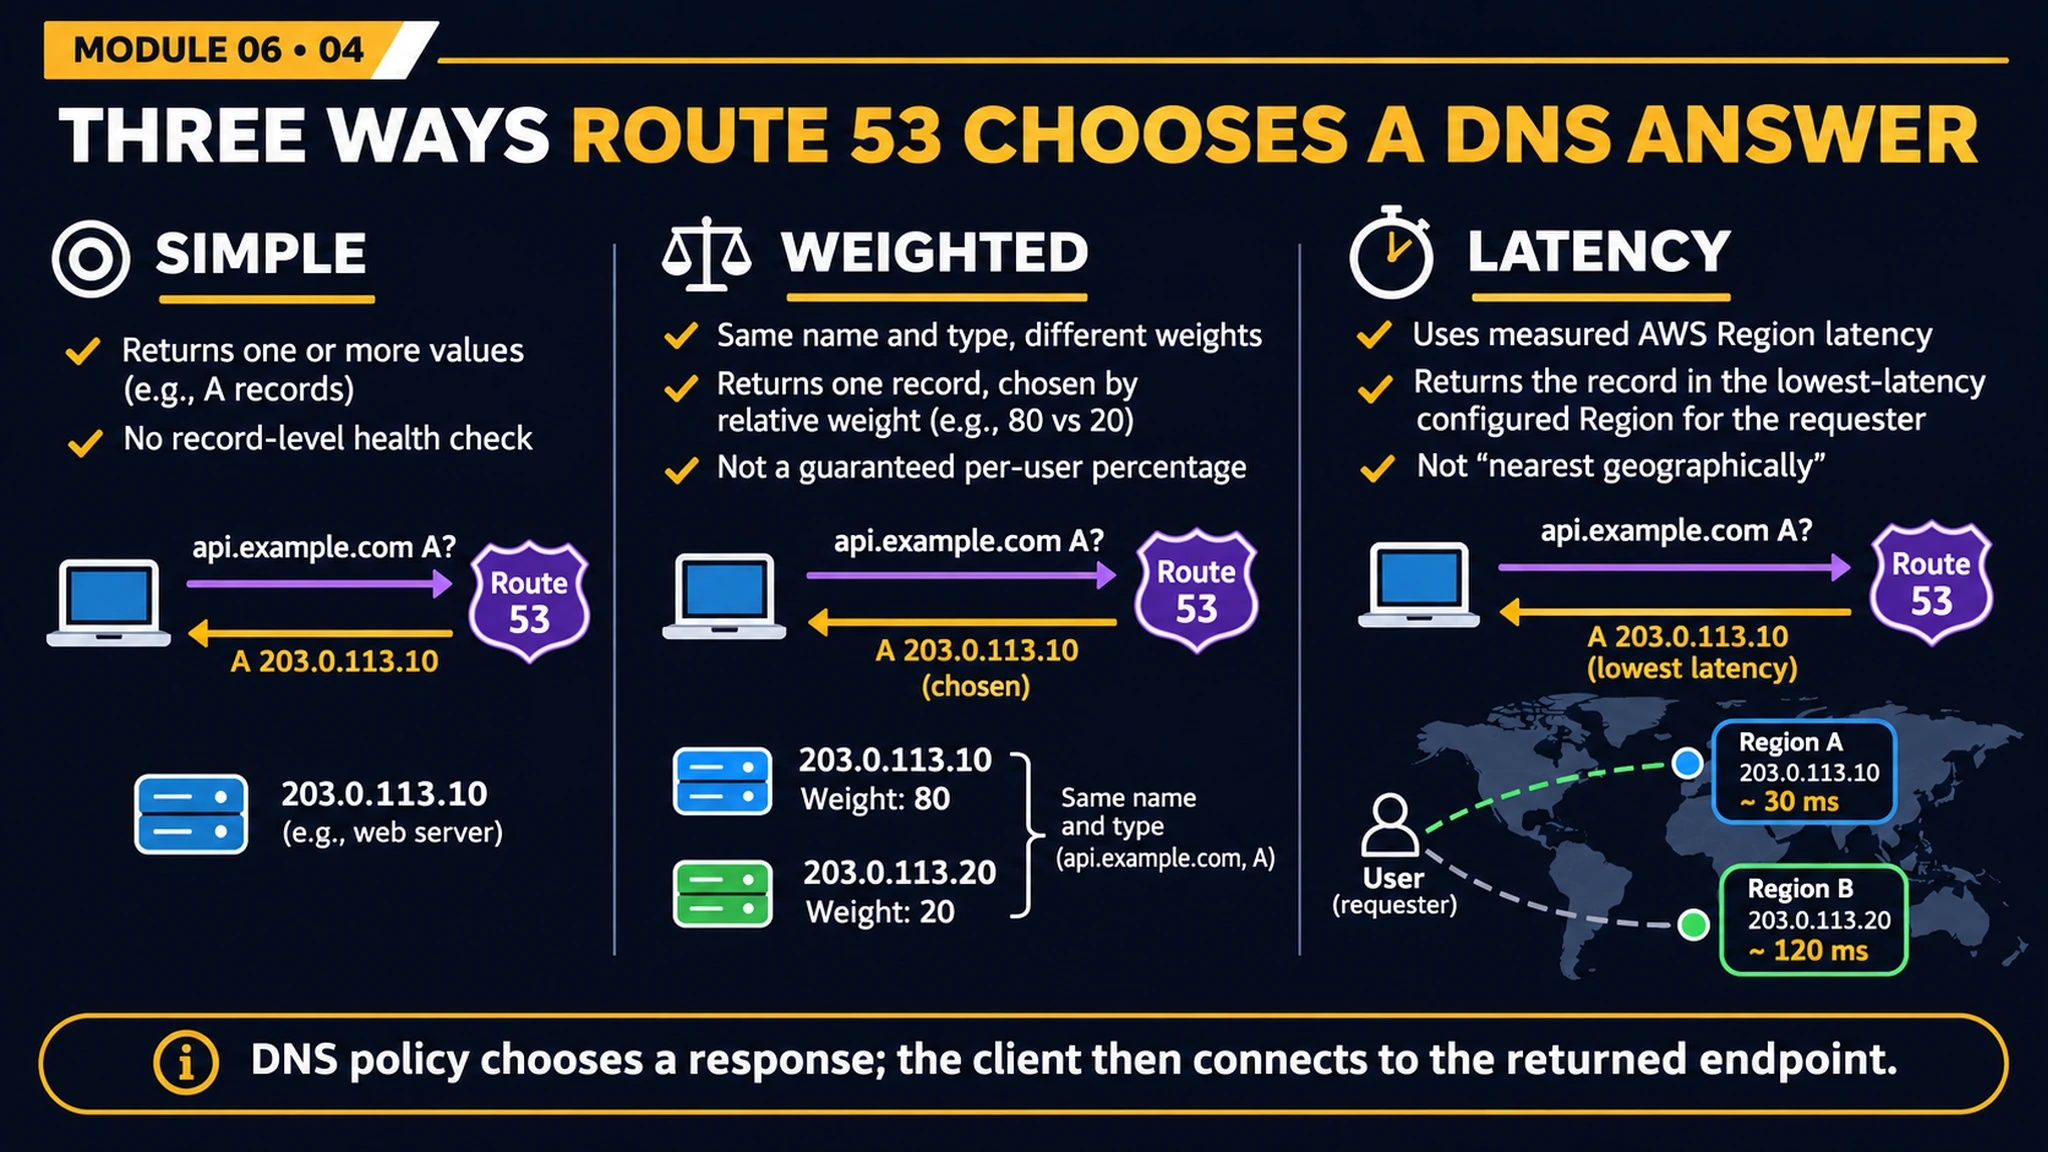 MODULE 06 • 04
THREE WAYS ROUTE 53 CHOOSES A DNS ANSWER
SIMPLE
Returns one or more values
(e.g., A records)
No record-level health check
api.example.com A?
Route
53
A 203.0.113.10
203.0.113.10
(e.g., web server)
WEIGHTED
Same name and type, different weights
Returns one record, chosen by
relative weight (e.g., 80 vs 20)
Not a guaranteed per-user percentage
api.example.com A?
Route
53
A 203.0.113.10
(chosen)
203.0.113.10
Weight: 80
203.0.113.20
Weight: 20
Same name
and type
(api.example.com, A)
LATENCY
Uses measured AWS Region latency
Returns the record in the lowest-latency
configured Region for the requester
Not “nearest geographically”
api.example.com A?
Route
53
A 203.0.113.10
(lowest latency)
User
(requester)
Region A
203.0.113.10
~ 30 ms
Region B
203.0.113.20
~ 120 ms
DNS policy chooses a response; the client then connects to the returned endpoint.